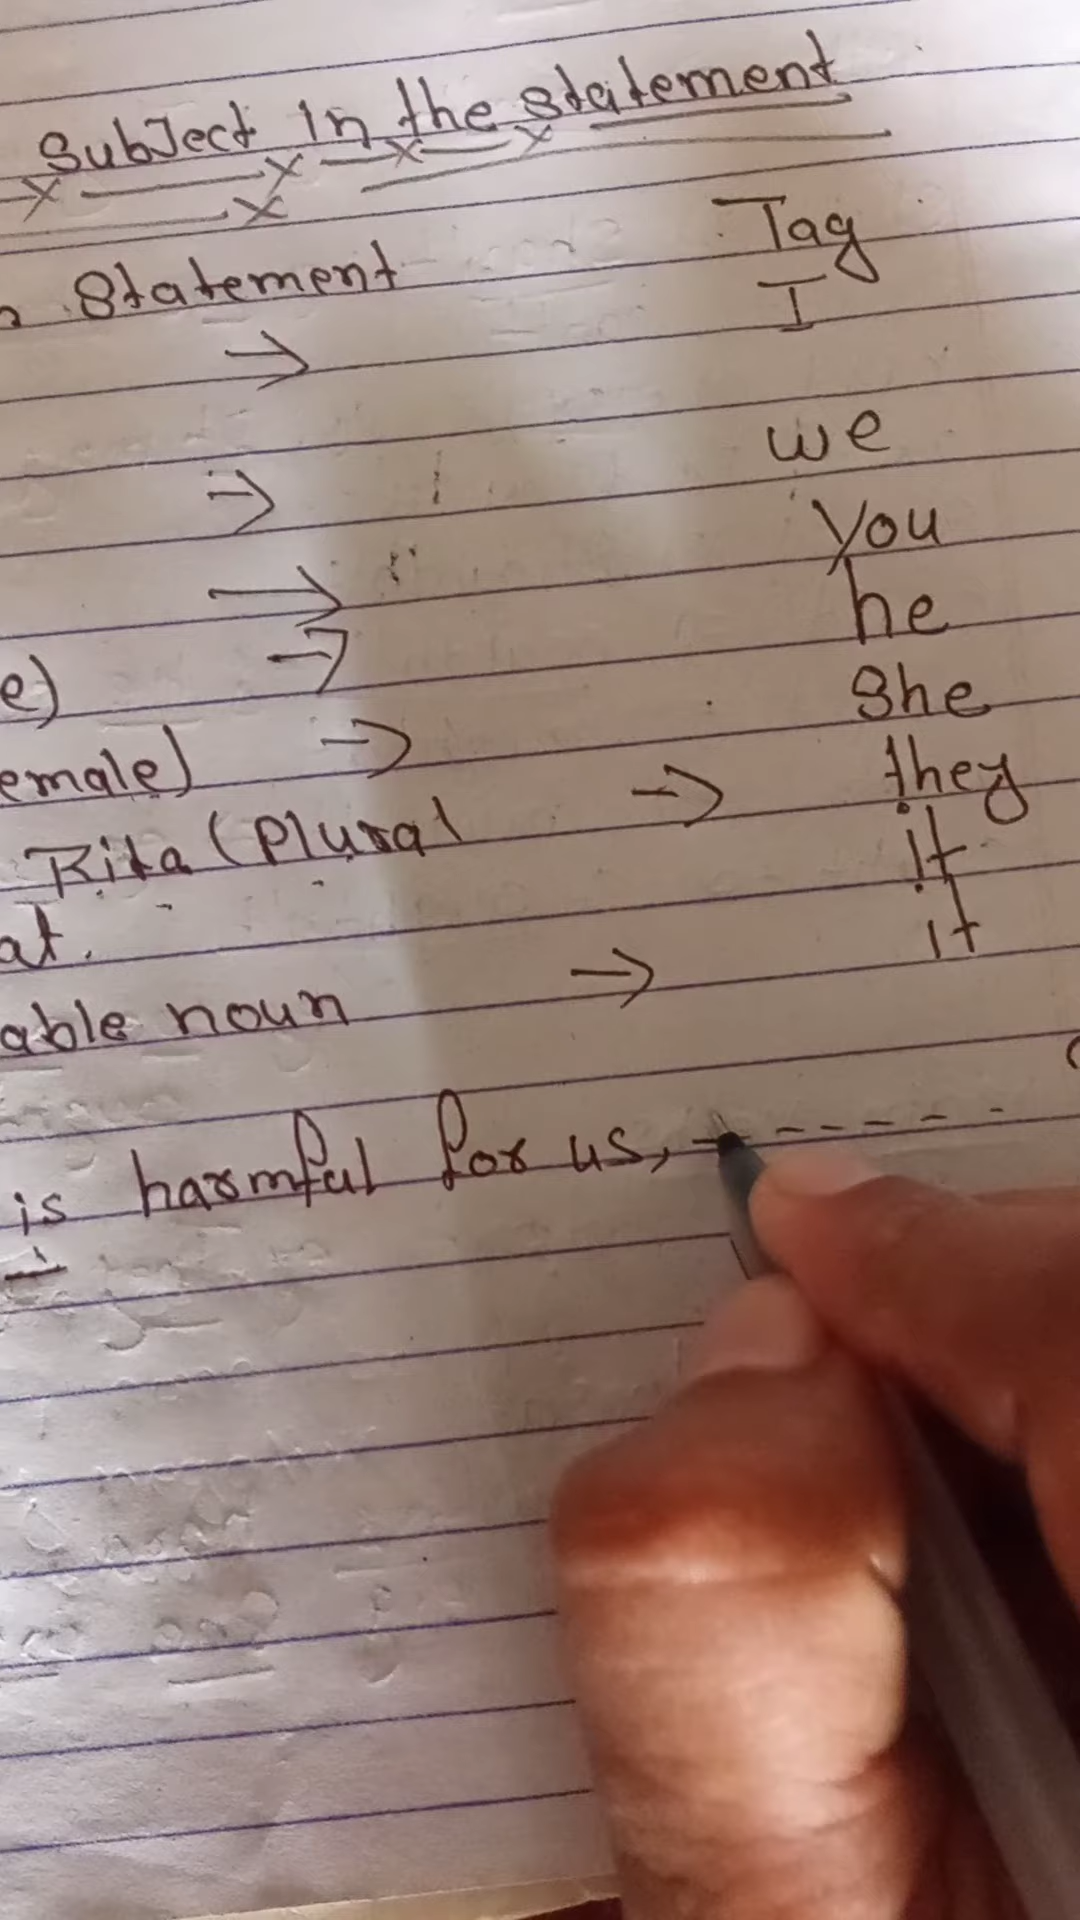 Subject in the statement
Statement Tag
→ I
→ we
→ you
e) → he
emale) → she
Rita (Plural → they
at. it
able noun → it
is harmful for us, - - - - - -